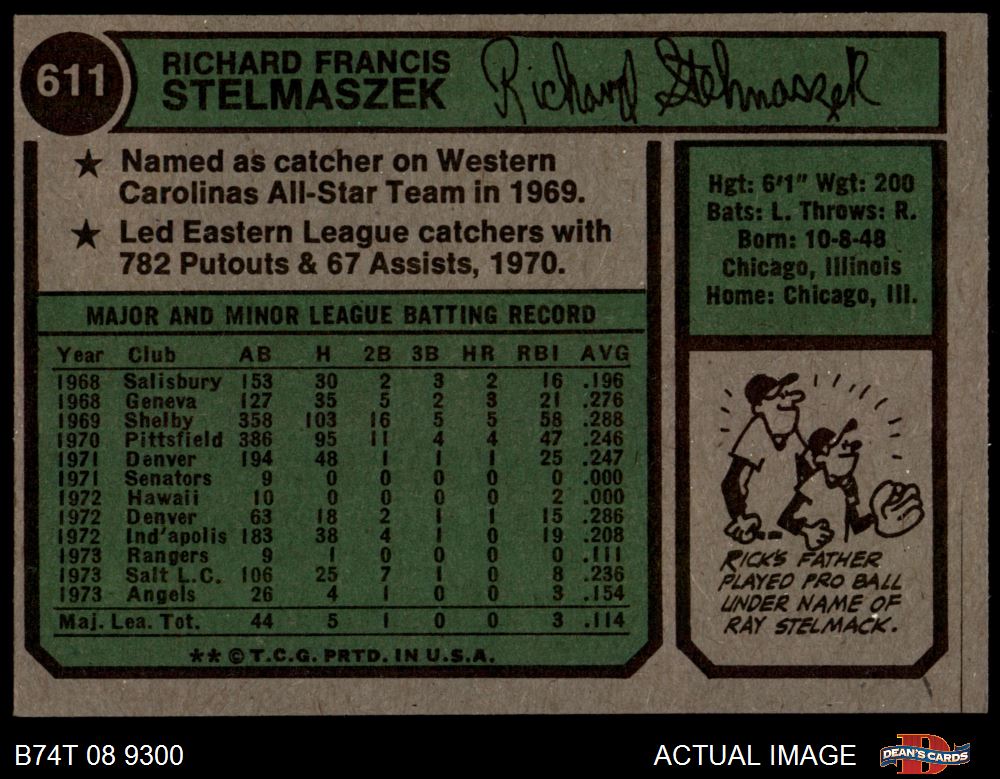 611
RICHARD FRANCIS
STELMASZEK
Richard Stelmaszek
★ Named as catcher on Western
Carolinas All-Star Team in 1969.
★ Led Eastern League catchers with
782 Putouts & 67 Assists, 1970.
Hgt: 6'1" Wgt: 200
Bats: L. Throws: R.
Born: 10-8-48
Chicago, Illinois
Home: Chicago, Ill.
MAJOR AND MINOR LEAGUE BATTING RECORD
Year Club AB H 2B 3B HR RBI AVG
1968 Salisbury 153 30 2 3 2 16 .196
1968 Geneva 127 35 5 2 3 21 .276
1969 Shelby 358 103 16 5 5 58 .288
1970 Pittsfield 386 95 11 4 4 47 .246
1971 Denver 194 48 1 1 1 25 .247
1971 Senators 9 0 0 0 0 0 .000
1972 Hawaii 10 0 0 0 0 2 .000
1972 Denver 63 18 2 1 1 15 .286
1972 Ind'apolis 183 38 4 1 0 19 .208
1973 Rangers 9 1 0 0 0 0 .111
1973 Salt L.C. 106 25 7 1 0 8 .236
1973 Angels 26 4 1 0 0 3 .154
Maj. Lea. Tot. 44 5 1 0 0 3 .114
** © T.C.G. PRTD. IN U.S.A.
RICK'S FATHER
PLAYED PRO BALL
UNDER NAME OF
RAY STELMACK.
B74T 08 9300
ACTUAL IMAGE
DEAN'S CARDS